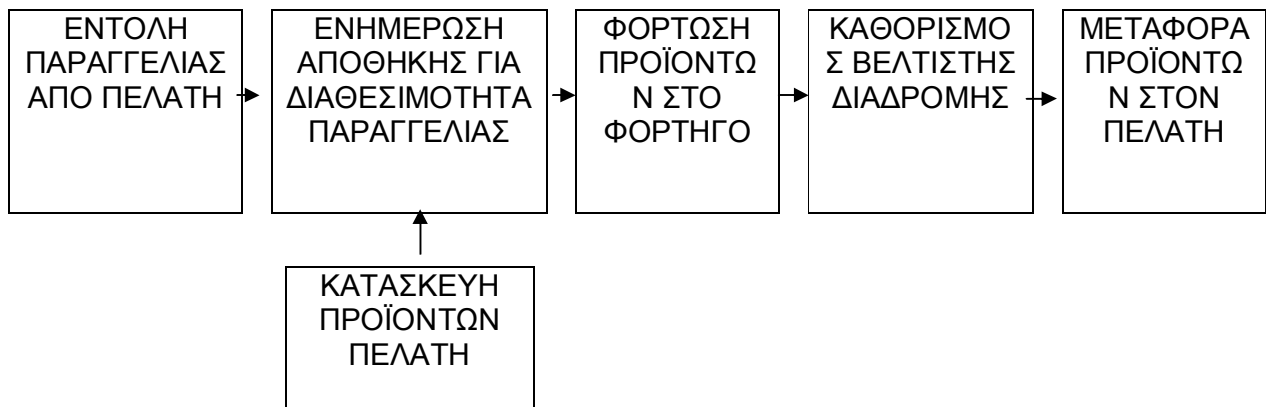 ΕΝΤΟΛΗ
ΠΑΡΑΓΓΕΛΙΑΣ
ΑΠΟ ΠΕΛΑΤΗ
ΕΝΗΜΕΡΩΣΗ
ΑΠΟΘΗΚΗΣ ΓΙΑ
ΔΙΑΘΕΣΙΜΟΤΗΤΑ
ΠΑΡΑΓΓΕΛΙΑΣ
ΦΟΡΤΩΣΗ
ΠΡΟΪΟΝΤΩ
Ν ΣΤΟ
ΦΟΡΤΗΓΟ
ΚΑΘΟΡΙΣΜΟ
Σ ΒΕΛΤΙΣΤΗΣ
ΔΙΑΔΡΟΜΗΣ
ΜΕΤΑΦΟΡΑ
ΠΡΟΪΟΝΤΩ
Ν ΣΤΟΝ
ΠΕΛΑΤΗ
ΚΑΤΑΣΚΕΥΗ
ΠΡΟΪΟΝΤΩΝ
ΠΕΛΑΤΗ